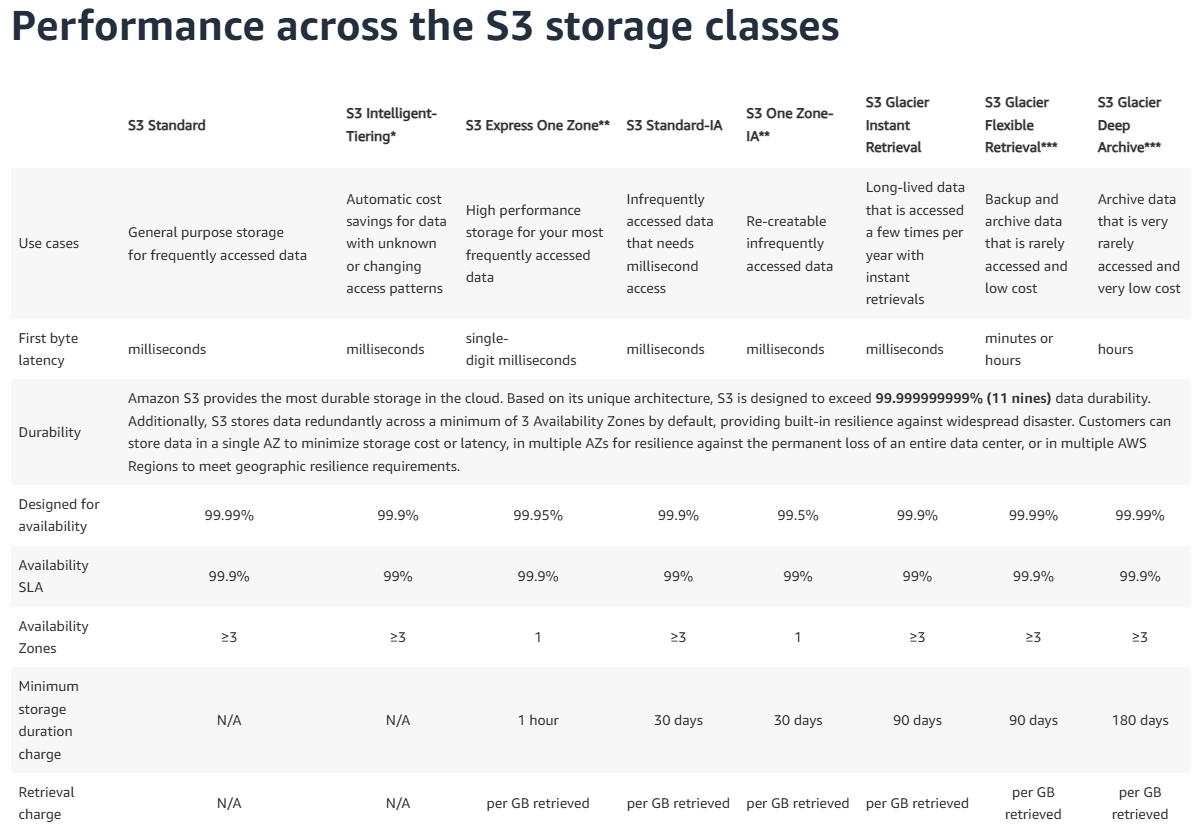 Performance across the S3 storage classes
S3 Standard
S3 Intelligent-
Tiering*
S3 Express One Zone**
S3 Standard-IA
S3 One Zone-
IA**
S3 Glacier
Instant
Retrieval
S3 Glacier
Flexible
Retrieval***
S3 Glacier
Deep
Archive***
Use cases
General purpose storage
for frequently accessed data
Automatic cost
savings for data
with unknown
or changing
access patterns
High performance
storage for your most
frequently accessed
data
Infrequently
accessed data
that needs
millisecond
access
Re-creatable
infrequently
accessed data
Long-lived data
that is accessed
a few times per
year with
instant
retrievals
Backup and
archive data
that is rarely
accessed and
low cost
Archive data
that is very
rarely
accessed and
very low cost
First byte
latency
milliseconds
milliseconds
single-
digit milliseconds
milliseconds
milliseconds
milliseconds
minutes or
hours
hours
Durability
Amazon S3 provides the most durable storage in the cloud. Based on its unique architecture, S3 is designed to exceed 99.999999999% (11 nines) data durability.
Additionally, S3 stores data redundantly across a minimum of 3 Availability Zones by default, providing built-in resilience against widespread disaster. Customers can
store data in a single AZ to minimize storage cost or latency, in multiple AZs for resilience against the permanent loss of an entire data center, or in multiple AWS
Regions to meet geographic resilience requirements.
Designed for
availability
99.99%
99.9%
99.95%
99.9%
99.5%
99.9%
99.99%
99.99%
Availability
SLA
99.9%
99%
99.9%
99%
99%
99%
99.9%
99.9%
Availability
Zones
≥3
≥3
1
≥3
1
≥3
≥3
≥3
Minimum
storage
duration
charge
N/A
N/A
1 hour
30 days
30 days
90 days
90 days
180 days
Retrieval
charge
N/A
N/A
per GB retrieved
per GB retrieved
per GB retrieved
per GB retrieved
per GB
retrieved
per GB
retrieved